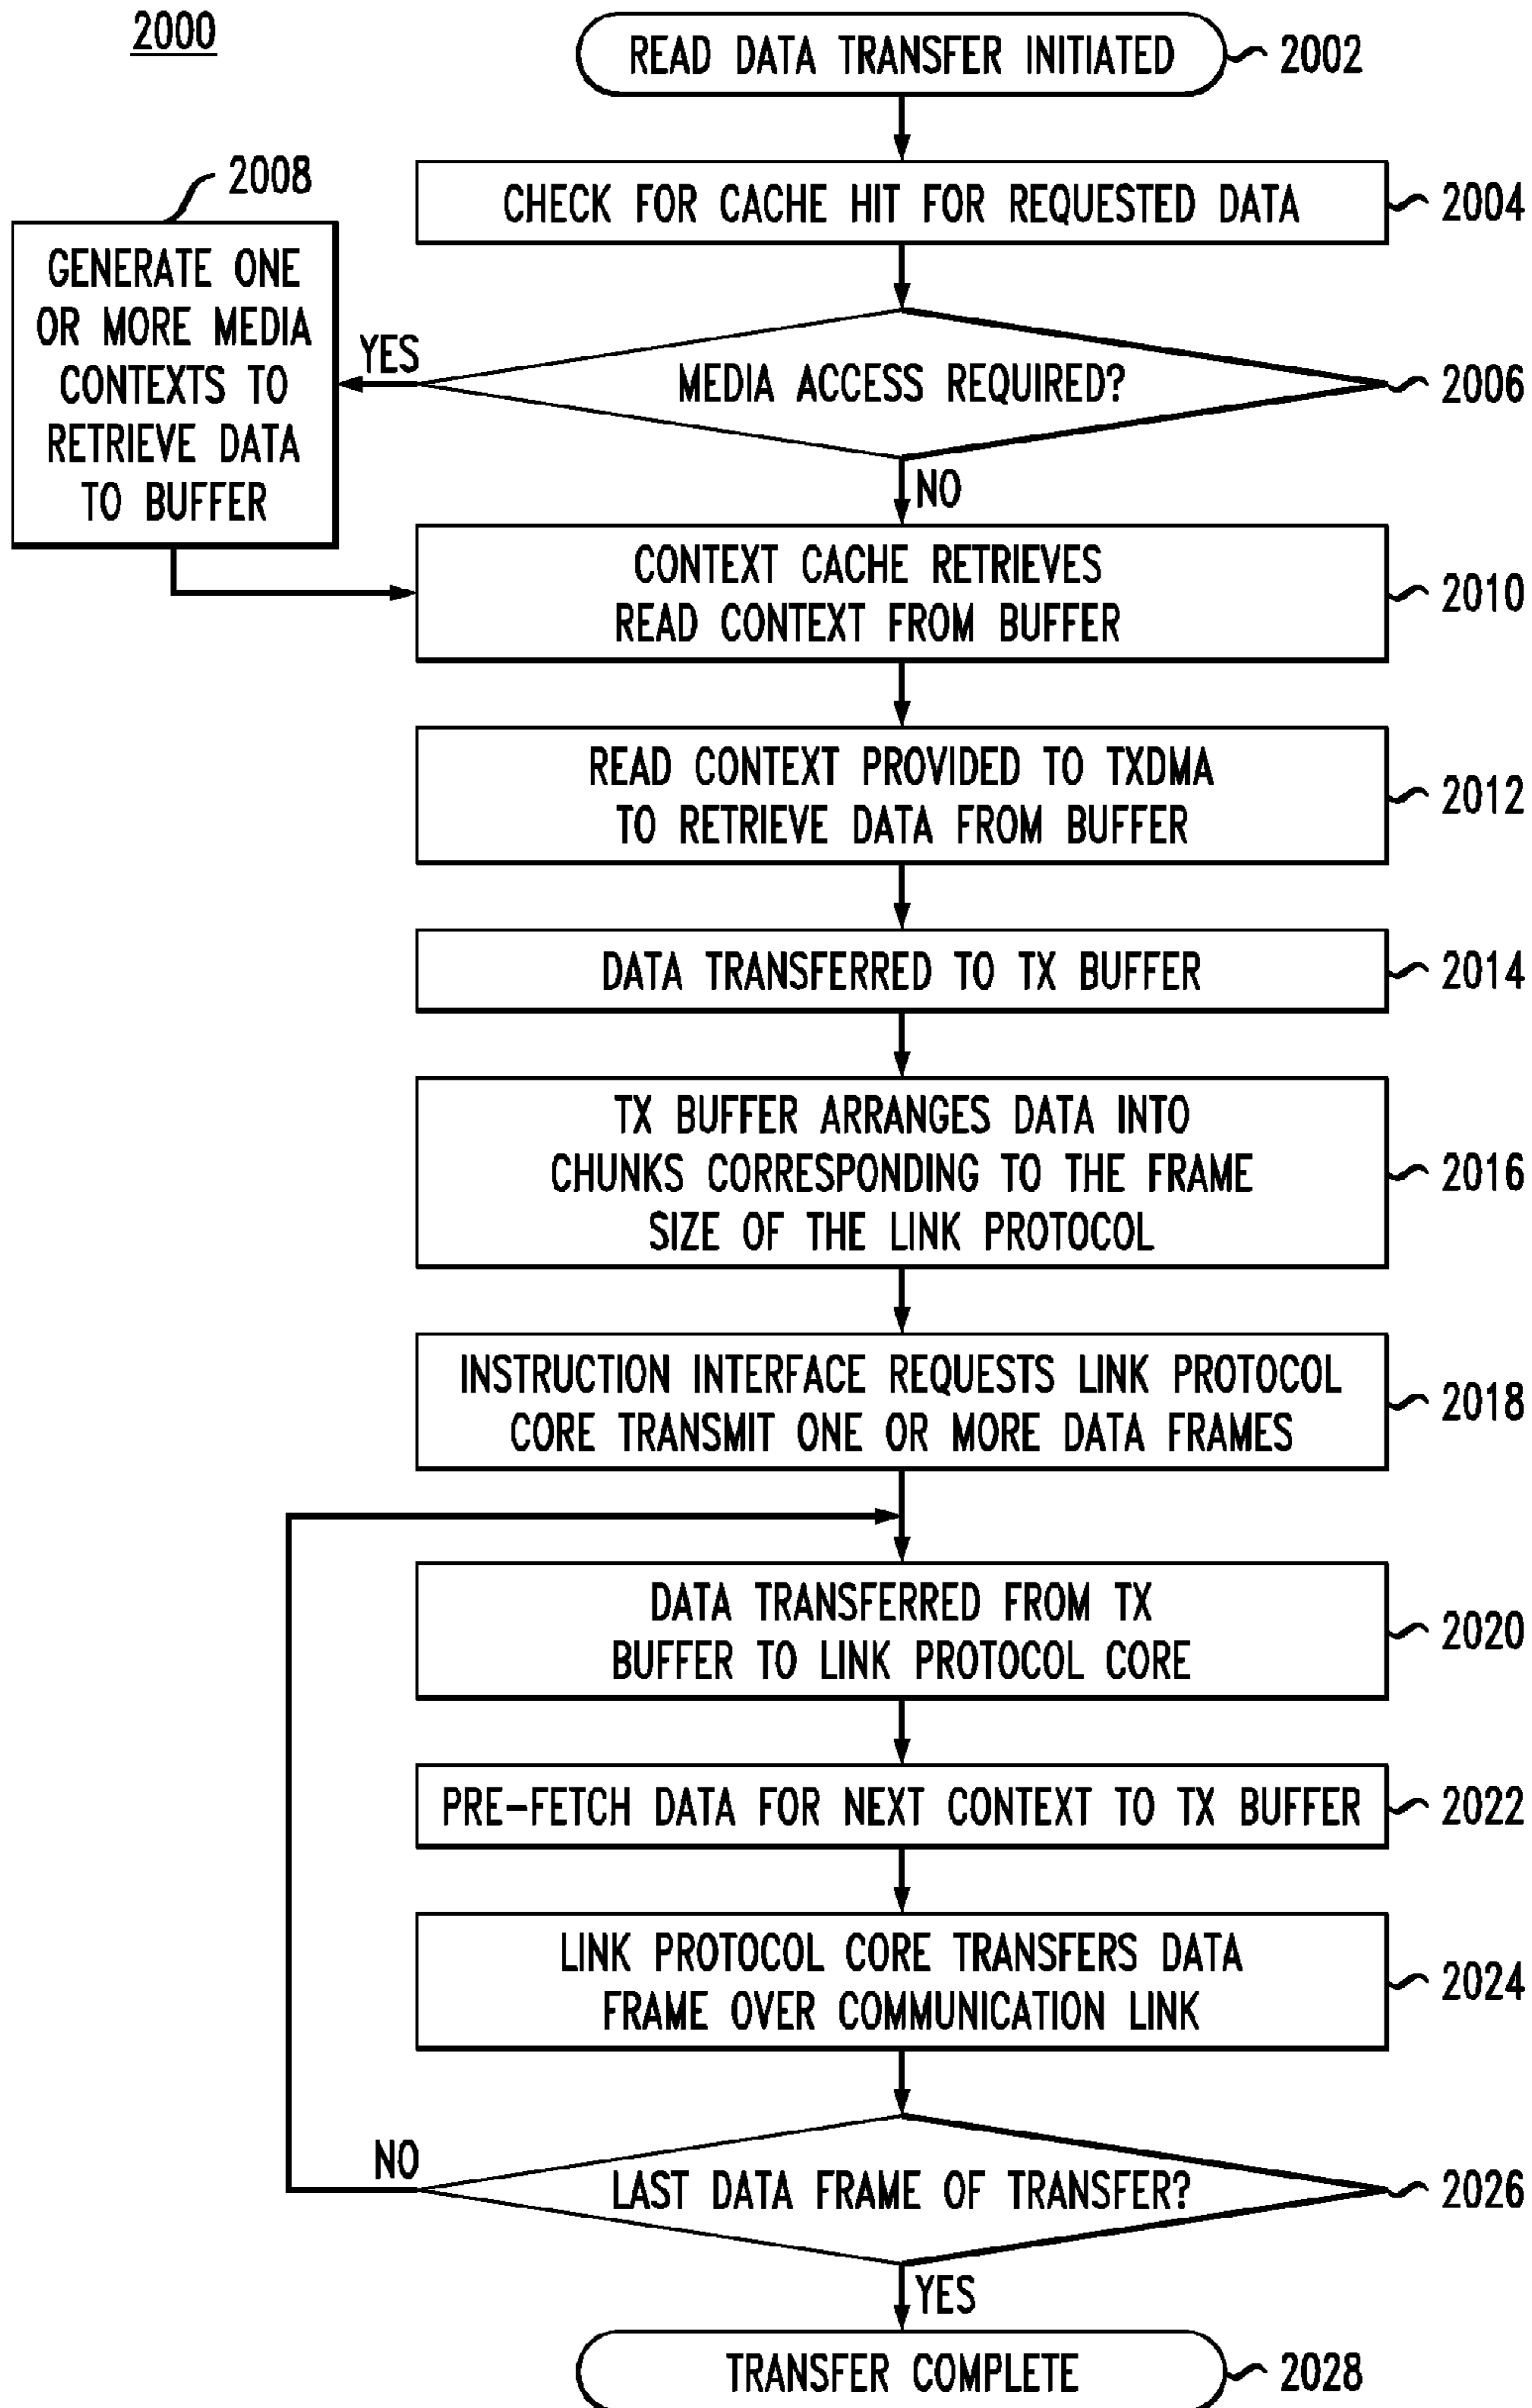 2000
READ DATA TRANSFER INITIATED
2002
CHECK FOR CACHE HIT FOR REQUESTED DATA
2004
2008
GENERATE ONE
OR MORE MEDIA
CONTEXTS TO
RETRIEVE DATA
TO BUFFER
YES
MEDIA ACCESS REQUIRED?
2006
NO
CONTEXT CACHE RETRIEVES
READ CONTEXT FROM BUFFER
2010
READ CONTEXT PROVIDED TO TXDMA
TO RETRIEVE DATA FROM BUFFER
2012
DATA TRANSFERRED TO TX BUFFER
2014
TX BUFFER ARRANGES DATA INTO
CHUNKS CORRESPONDING TO THE FRAME
SIZE OF THE LINK PROTOCOL
2016
INSTRUCTION INTERFACE REQUESTS LINK PROTOCOL
CORE TRANSMIT ONE OR MORE DATA FRAMES
2018
DATA TRANSFERRED FROM TX
BUFFER TO LINK PROTOCOL CORE
2020
PRE-FETCH DATA FOR NEXT CONTEXT TO TX BUFFER
2022
LINK PROTOCOL CORE TRANSFERS DATA
FRAME OVER COMMUNICATION LINK
2024
NO
LAST DATA FRAME OF TRANSFER?
2026
YES
TRANSFER COMPLETE
2028